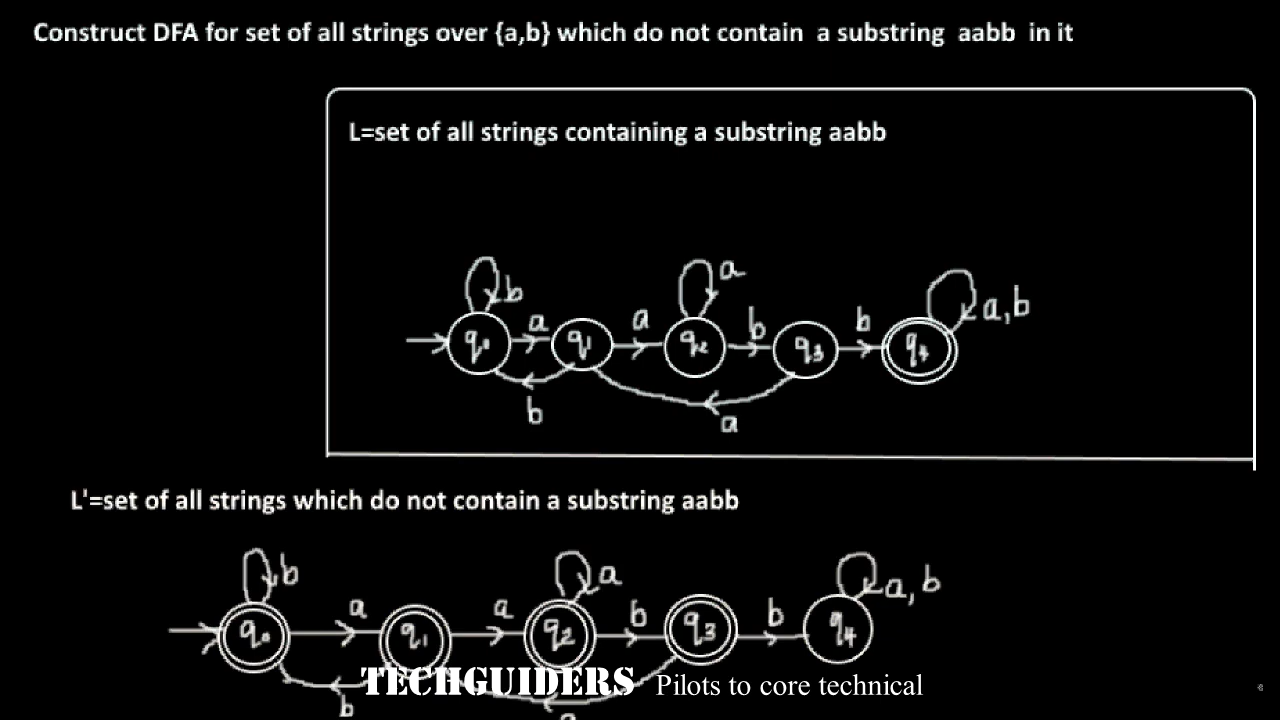 Construct DFA for set of all strings over {a,b} which do not contain a substring aabb in it
L=set of all strings containing a substring aabb
b a a a b b a,b
q0 q1 q2 q3 q4
b a
L'=set of all strings which do not contain a substring aabb
b a a a b b a, b
q0 q1 q2 q3 q4
b
TECHGUIDERS Pilots to core technical